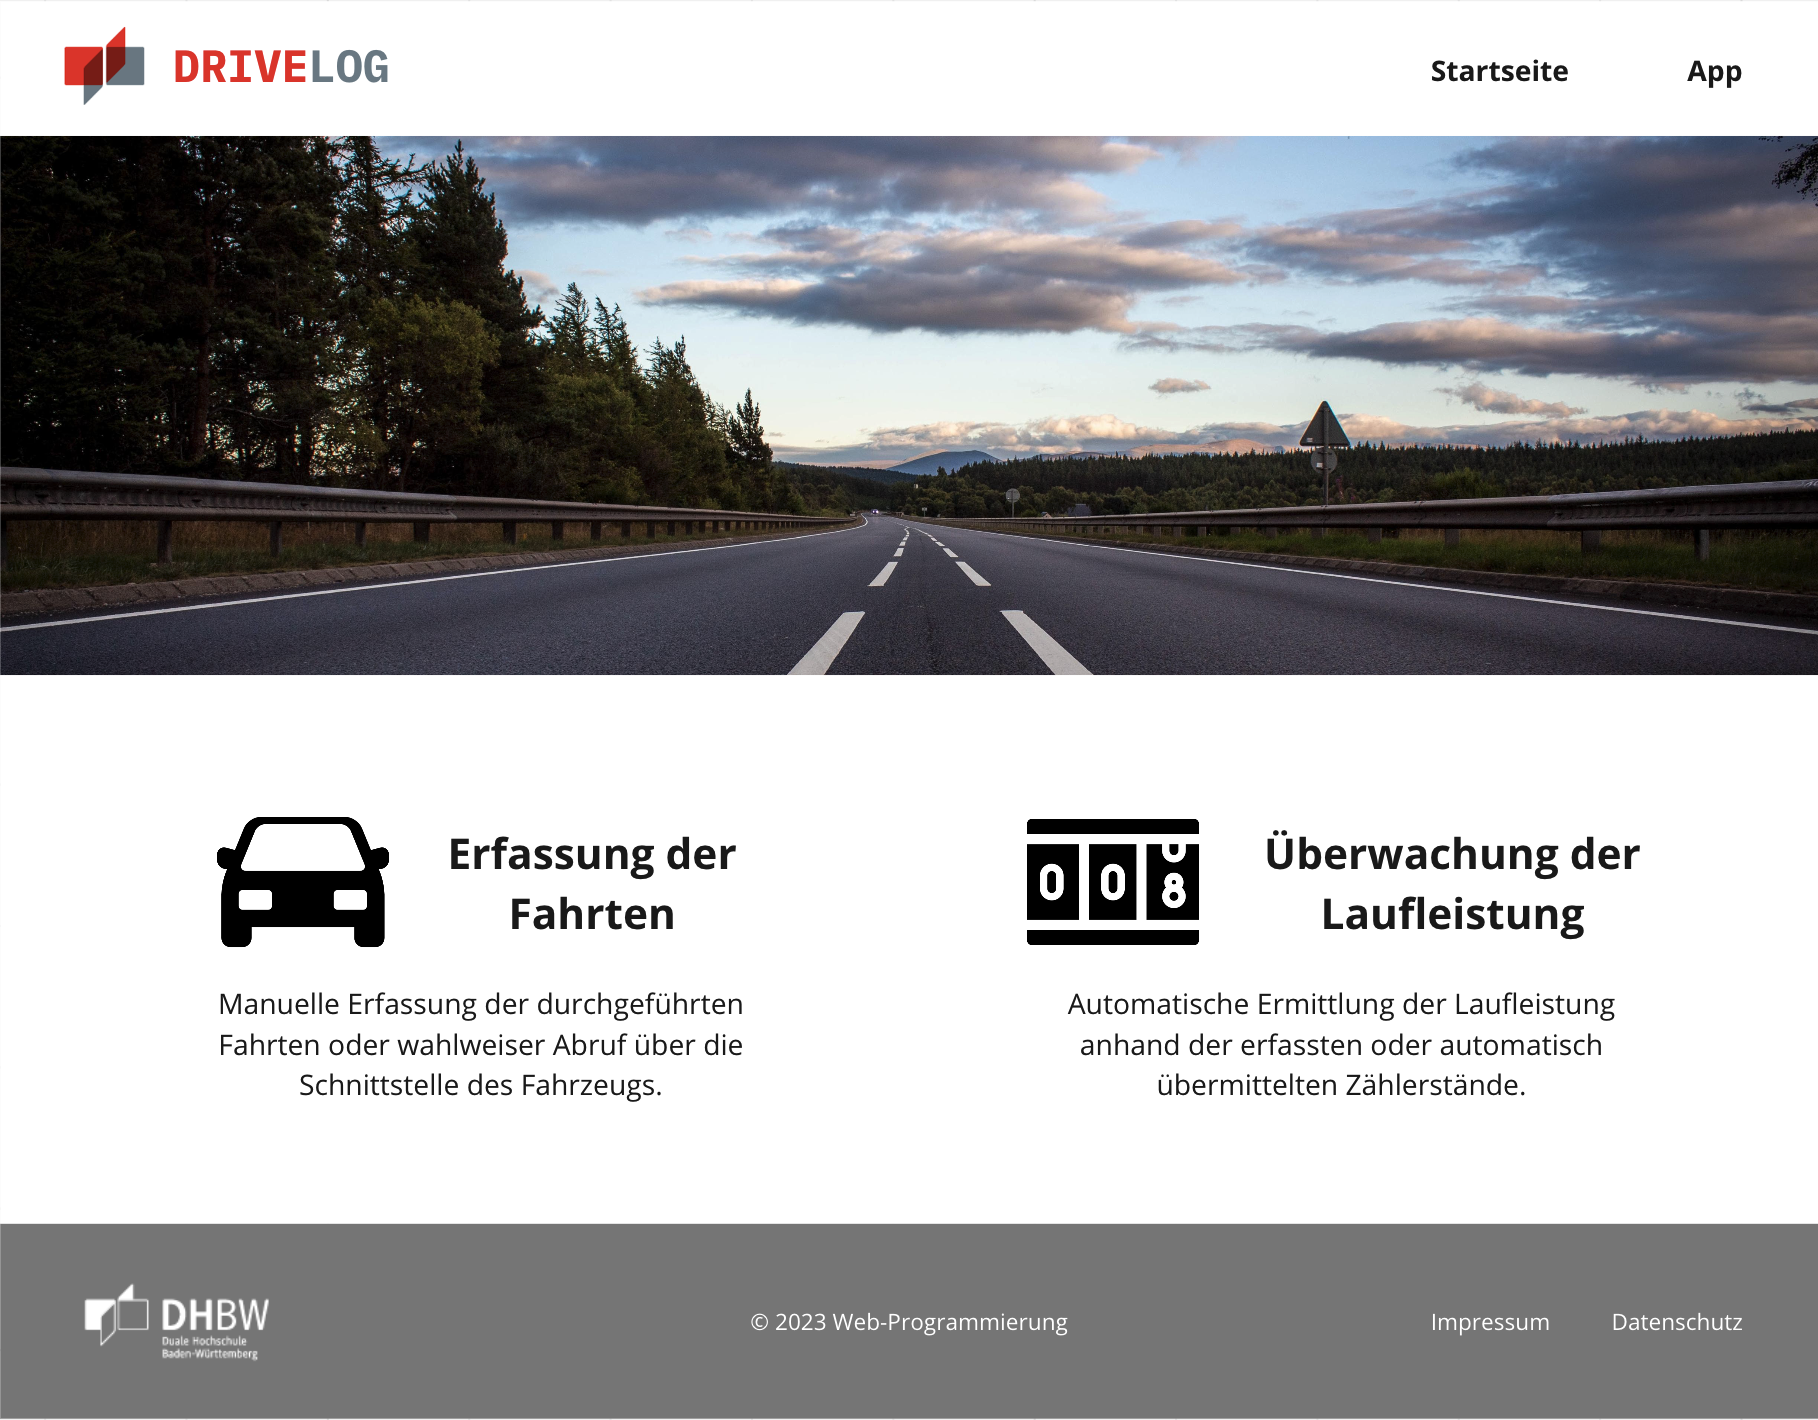 DRIVELOG
Startseite
App
Erfassung der
Fahrten
Manuelle Erfassung der durchgeführten
Fahrten oder wahlweiser Abruf über die
Schnittstelle des Fahrzeugs.
0 0 0
8
Überwachung der
Laufleistung
Automatische Ermittlung der Laufleistung
anhand der erfassten oder automatisch
übermittelten Zählerstände.
DHBW
Duale Hochschule
Baden-Württemberg
© 2023 Web-Programmierung
Impressum
Datenschutz